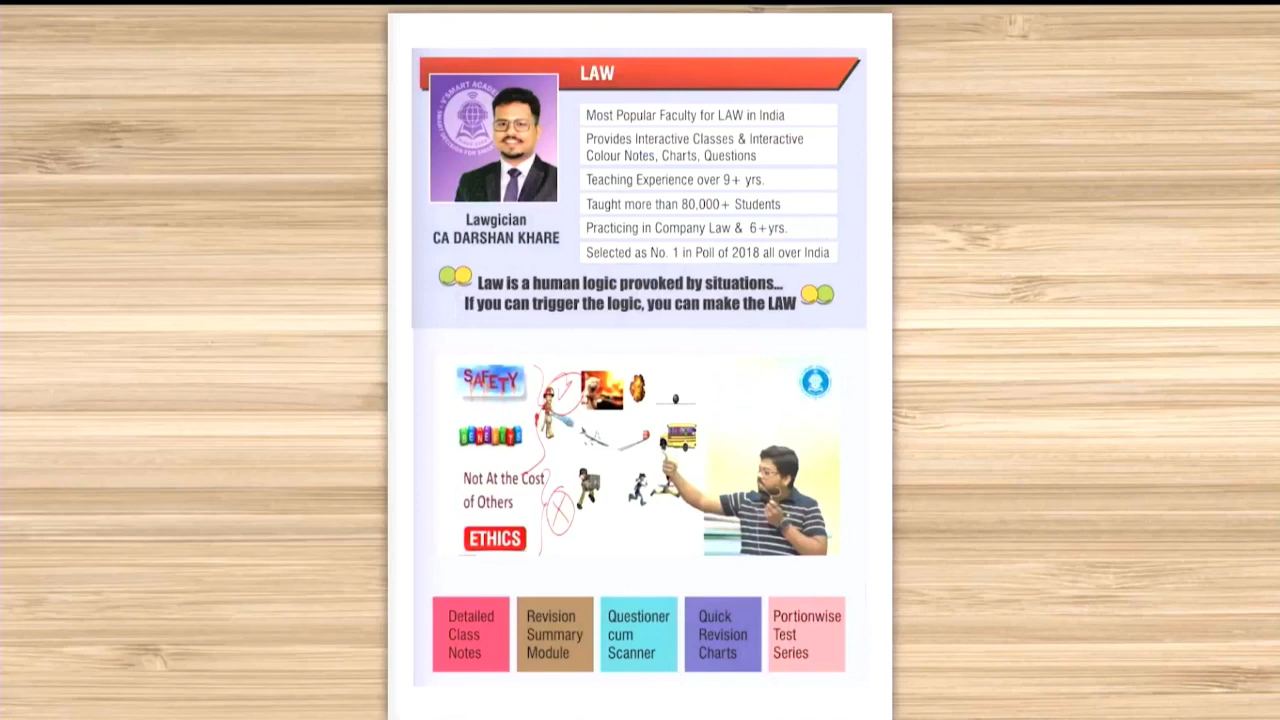 LAW
V'SMART ACADEMY
Lawgician
CA DARSHAN KHARE
Most Popular Faculty for LAW in India
Provides Interactive Classes & Interactive
Colour Notes, Charts, Questions
Teaching Experience over 9+ yrs.
Taught more than 80,000+ Students
Practicing in Company Law & 6+yrs.
Selected as No. 1 in Poll of 2018 all over India
Law is a human logic provoked by situations...
If you can trigger the logic, you can make the LAW
SAFETY
BENEFITS
Not At the Cost
of Others
ETHICS
Detailed
Class
Notes
Revision
Summary
Module
Questioner
cum
Scanner
Quick
Revision
Charts
Portionwise
Test
Series